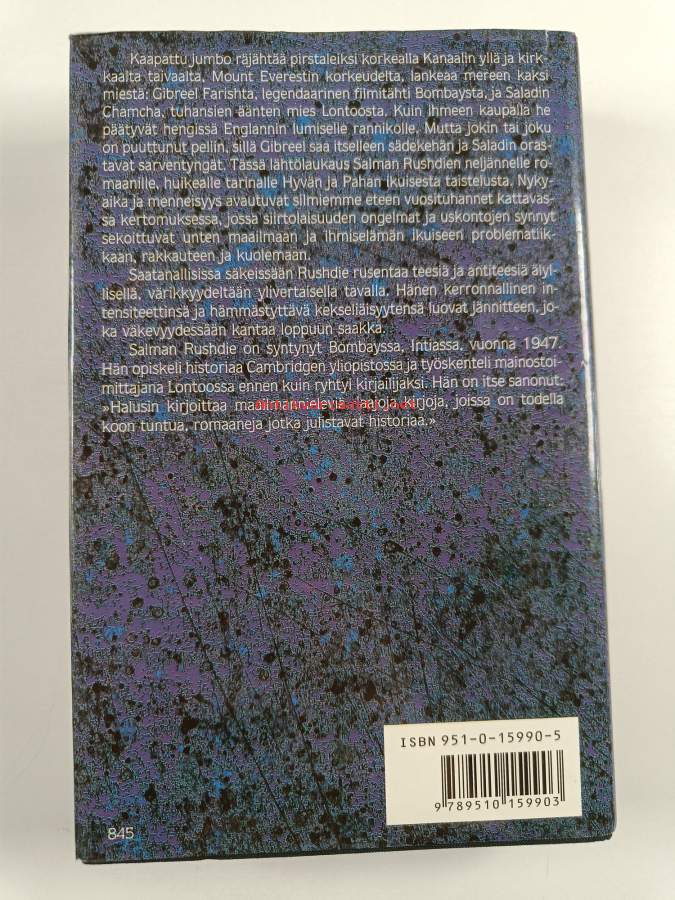 Kaapattu jumbo räjähtää pirstaleiksi korkealla Kanaalin yllä ja kirk-
kaalta taivaalta, Mount Everestin korkeudelta, lankeaa mereen kaksi
miestä: Gibreel Farishta, legendaarinen filmitähti Bombaysta, ja Saladin
Chamcha, tuhansien äänten mies Lontoosta. Kuin ihmeen kaupalla he
päätyvät hengissä Englannin lumiselle rannikolle. Mutta jokin tai joku
on puuttunut peliin, sillä Gibreel saa itselleen sädekehän ja Saladin oras-
tavat sarventyngät. Tässä lähtölaukaus Salman Rushdien neljännelle ro-
maanille, huikealle tarinalle Hyvän ja Pahan ikuisesta taistelusta. Nyky-
aika ja menneisyys avautuvat silmiemme eteen vuosituhannet kattavas-
sa kertomuksessa, jossa siirtolaisuuden ongelmat ja uskontojen synnyt
sekoittuvat unten maailmaan ja ihmiselämän ikuiseen problematiik-
kaan, rakkauteen ja kuolemaan.
Saatanallisissa säkeissään Rushdie rusentaa teesiä ja antiteesiä älyl-
lisellä, värikkyydeltään ylivertaisella tavalla. Hänen kerronnallinen in-
tensiteettinsä ja hämmästyttävä kekseliäisyytensä luovat jännitteen, jo-
ka väkevyydessään kantaa loppuun saakka.
Salman Rushdie on syntynyt Bombayssa, Intiassa, vuonna 1947.
Hän opiskeli historiaa Cambridgen yliopistossa ja työskenteli mainostoi-
mittajana Lontoossa ennen kuin ryhtyi kirjailijaksi. Hän on itse sanonut:
»Halusin kirjoittaa maailmannieleviä, laajoja kirjoja, joissa on todella
koon tuntua, romaaneja jotka julistavat historiaa.»
ISBN 951-0-15990-5
9 789510 159903
845